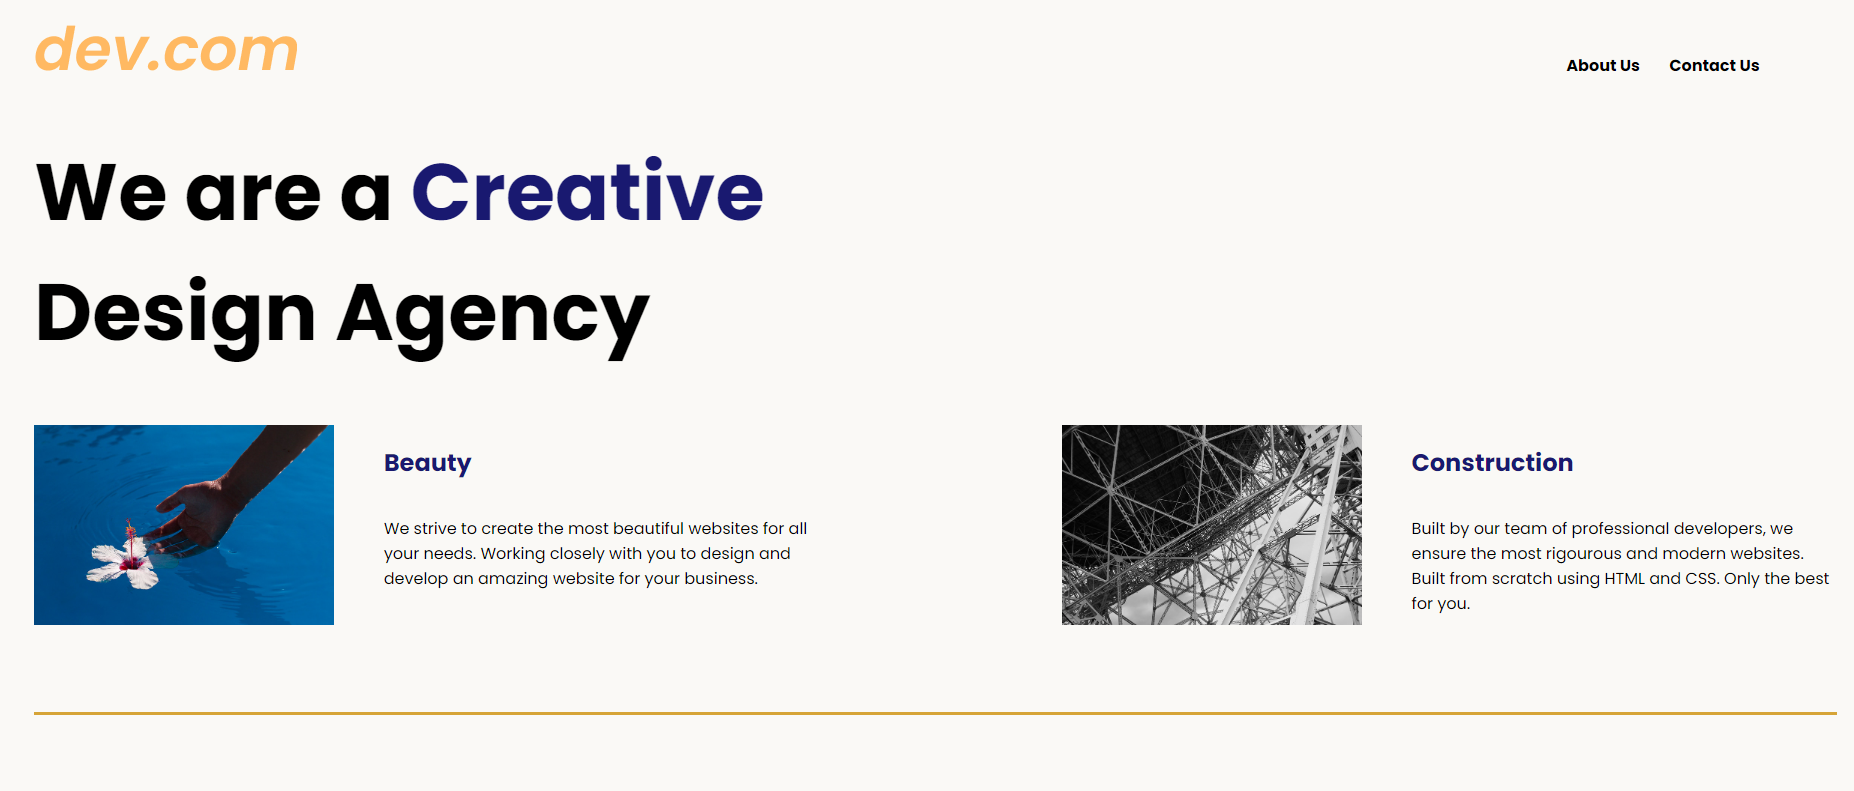 dev.com
About Us Contact Us
We are a Creative
Design Agency
Beauty
We strive to create the most beautiful websites for all
your needs. Working closely with you to design and
develop an amazing website for your business.
Construction
Built by our team of professional developers, we
ensure the most rigourous and modern websites.
Built from scratch using HTML and CSS. Only the best
for you.